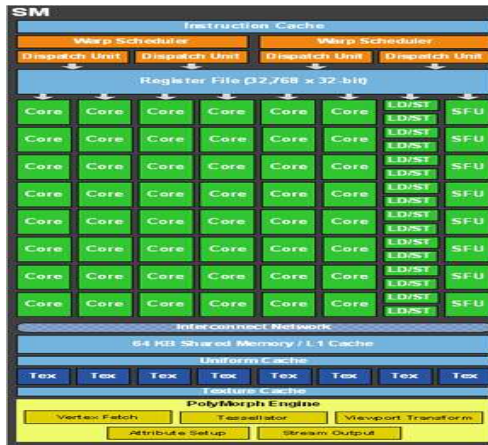 SM
Instruction Cache
Warp Scheduler Warp Scheduler
Dispatch Unit Dispatch Unit Dispatch Unit Dispatch Unit
Register File (32,768 x 32-bit)
Core Core Core Core Core Core LD/ST SFU
LD/ST
Core Core Core Core Core Core LD/ST SFU
LD/ST
Core Core Core Core Core Core LD/ST SFU
LD/ST
Core Core Core Core Core Core LD/ST SFU
LD/ST
Core Core Core Core Core Core LD/ST SFU
LD/ST
Core Core Core Core Core Core LD/ST SFU
LD/ST
Core Core Core Core Core Core LD/ST SFU
LD/ST
Core Core Core Core Core Core LD/ST SFU
LD/ST
Interconnect Network
64 KB Shared Memory / L1 Cache
Uniform Cache
Tex Tex Tex Tex Tex Tex Tex Tex
Texture Cache
PolyMorph Engine
Vertex Fetch Tessellator Viewport Transform
Attribute Setup Stream Output